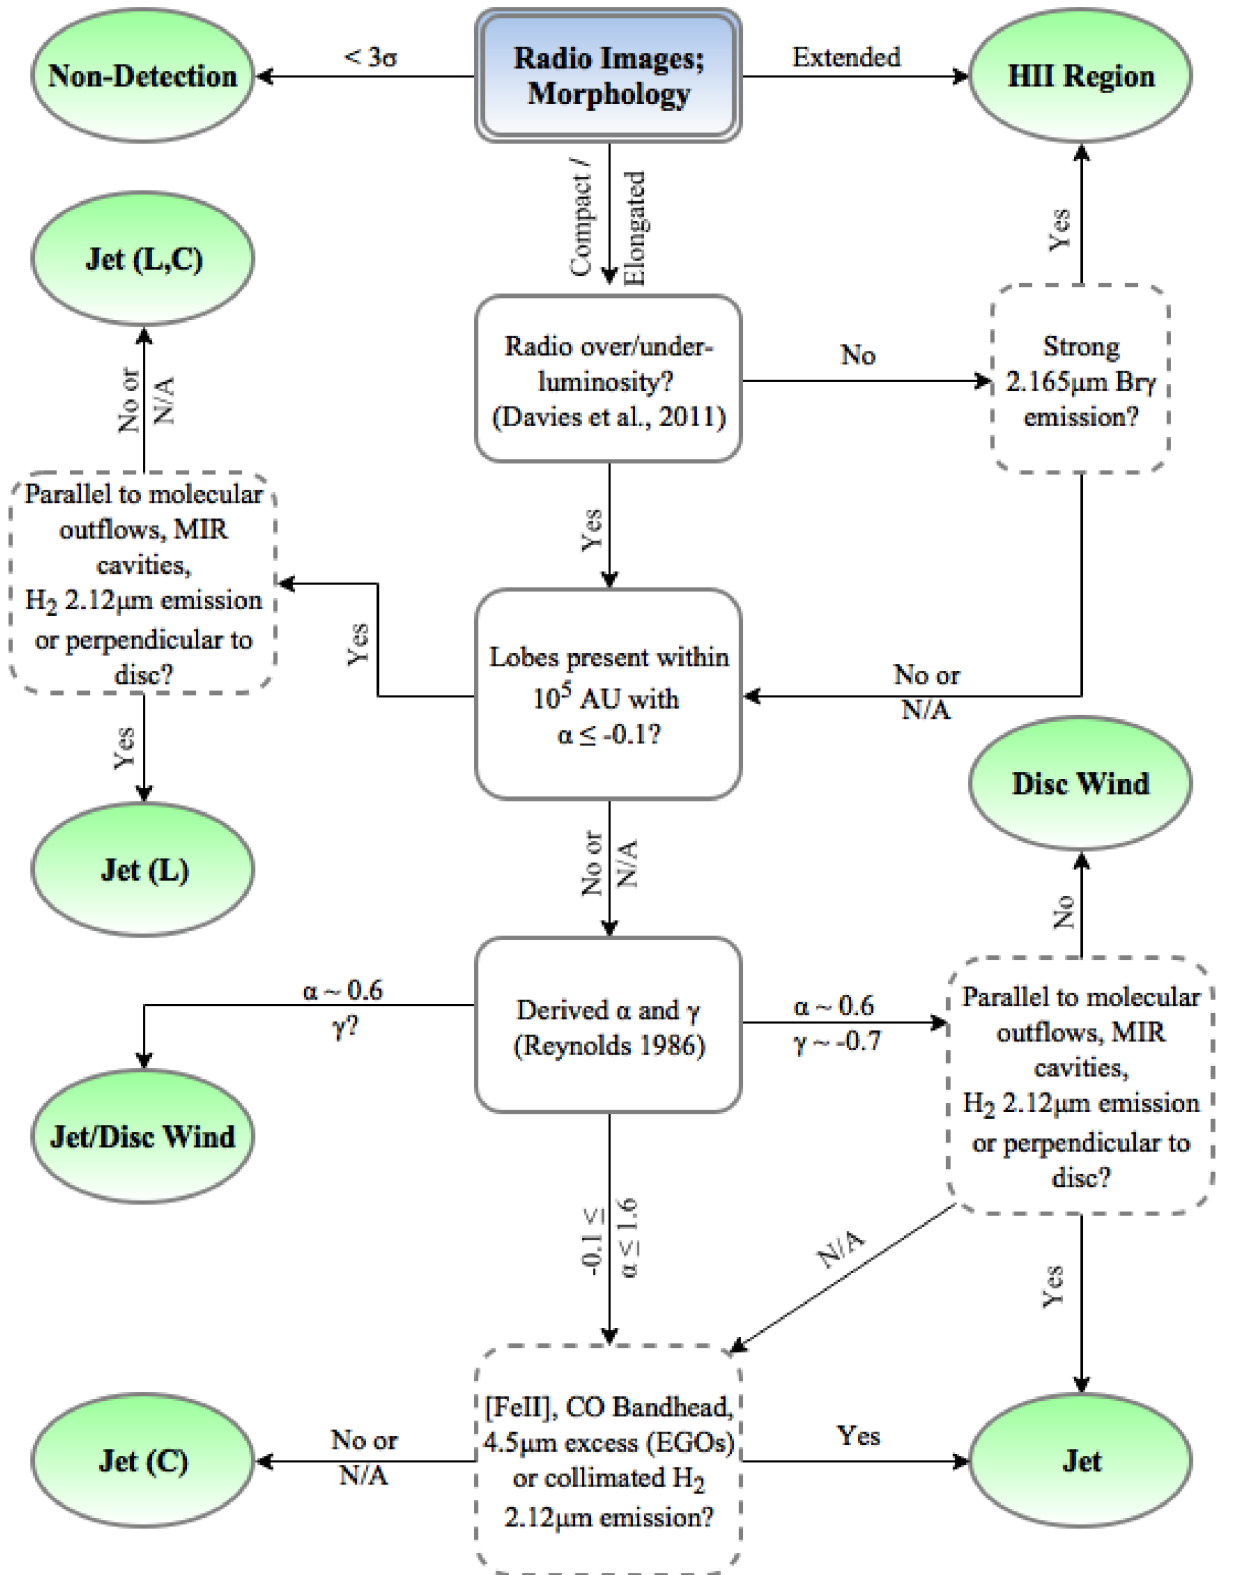 Non-Detection
< 3σ
Radio Images;
Morphology
Extended
HII Region
Compact /
Elongated
Yes
Jet (L,C)
No or
N/A
Radio over/under-
luminosity?
(Davies et al., 2011)
No
Strong
2.165μm Brγ
emission?
Yes
Parallel to molecular
outflows, MIR
cavities,
H₂ 2.12μm emission
or perpendicular to
disc?
Yes
Yes
Jet (L)
Lobes present within
10⁵ AU with
α ≤ -0.1?
No or
N/A
No or
N/A
Disc Wind
No
α ~ 0.6
γ?
Jet/Disc Wind
Derived α and γ
(Reynolds 1986)
α ~ 0.6
γ ~ -0.7
Parallel to molecular
outflows, MIR
cavities,
H₂ 2.12μm emission
or perpendicular to
disc?
-0.1 ≤
α ≤ 1.6
N/A
Yes
Jet (C)
No or
N/A
[FeII], CO Bandhead,
4.5μm excess (EGOs)
or collimated H₂
2.12μm emission?
Yes
Jet